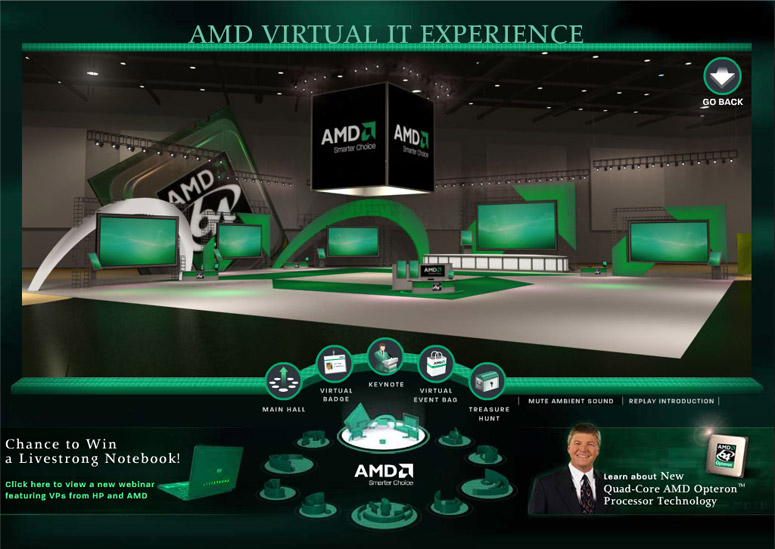 AMD VIRTUAL IT EXPERIENCE
GO BACK
AMD
Smarter Choice
AMD
Smarter Choice
AMD
64
AMD
MAIN HALL
VIRTUAL
BADGE
KEYNOTE
VIRTUAL
EVENT BAG
TREASURE
HUNT
MUTE AMBIENT SOUND
REPLAY INTRODUCTION
Chance to Win
a Livestrong Notebook!
Click here to view a new webinar
featuring VPs from HP and AMD
AMD
Smarter Choice
AMD
64
Opteron
Learn about New
Quad-Core AMD Opteron™
Processor Technology